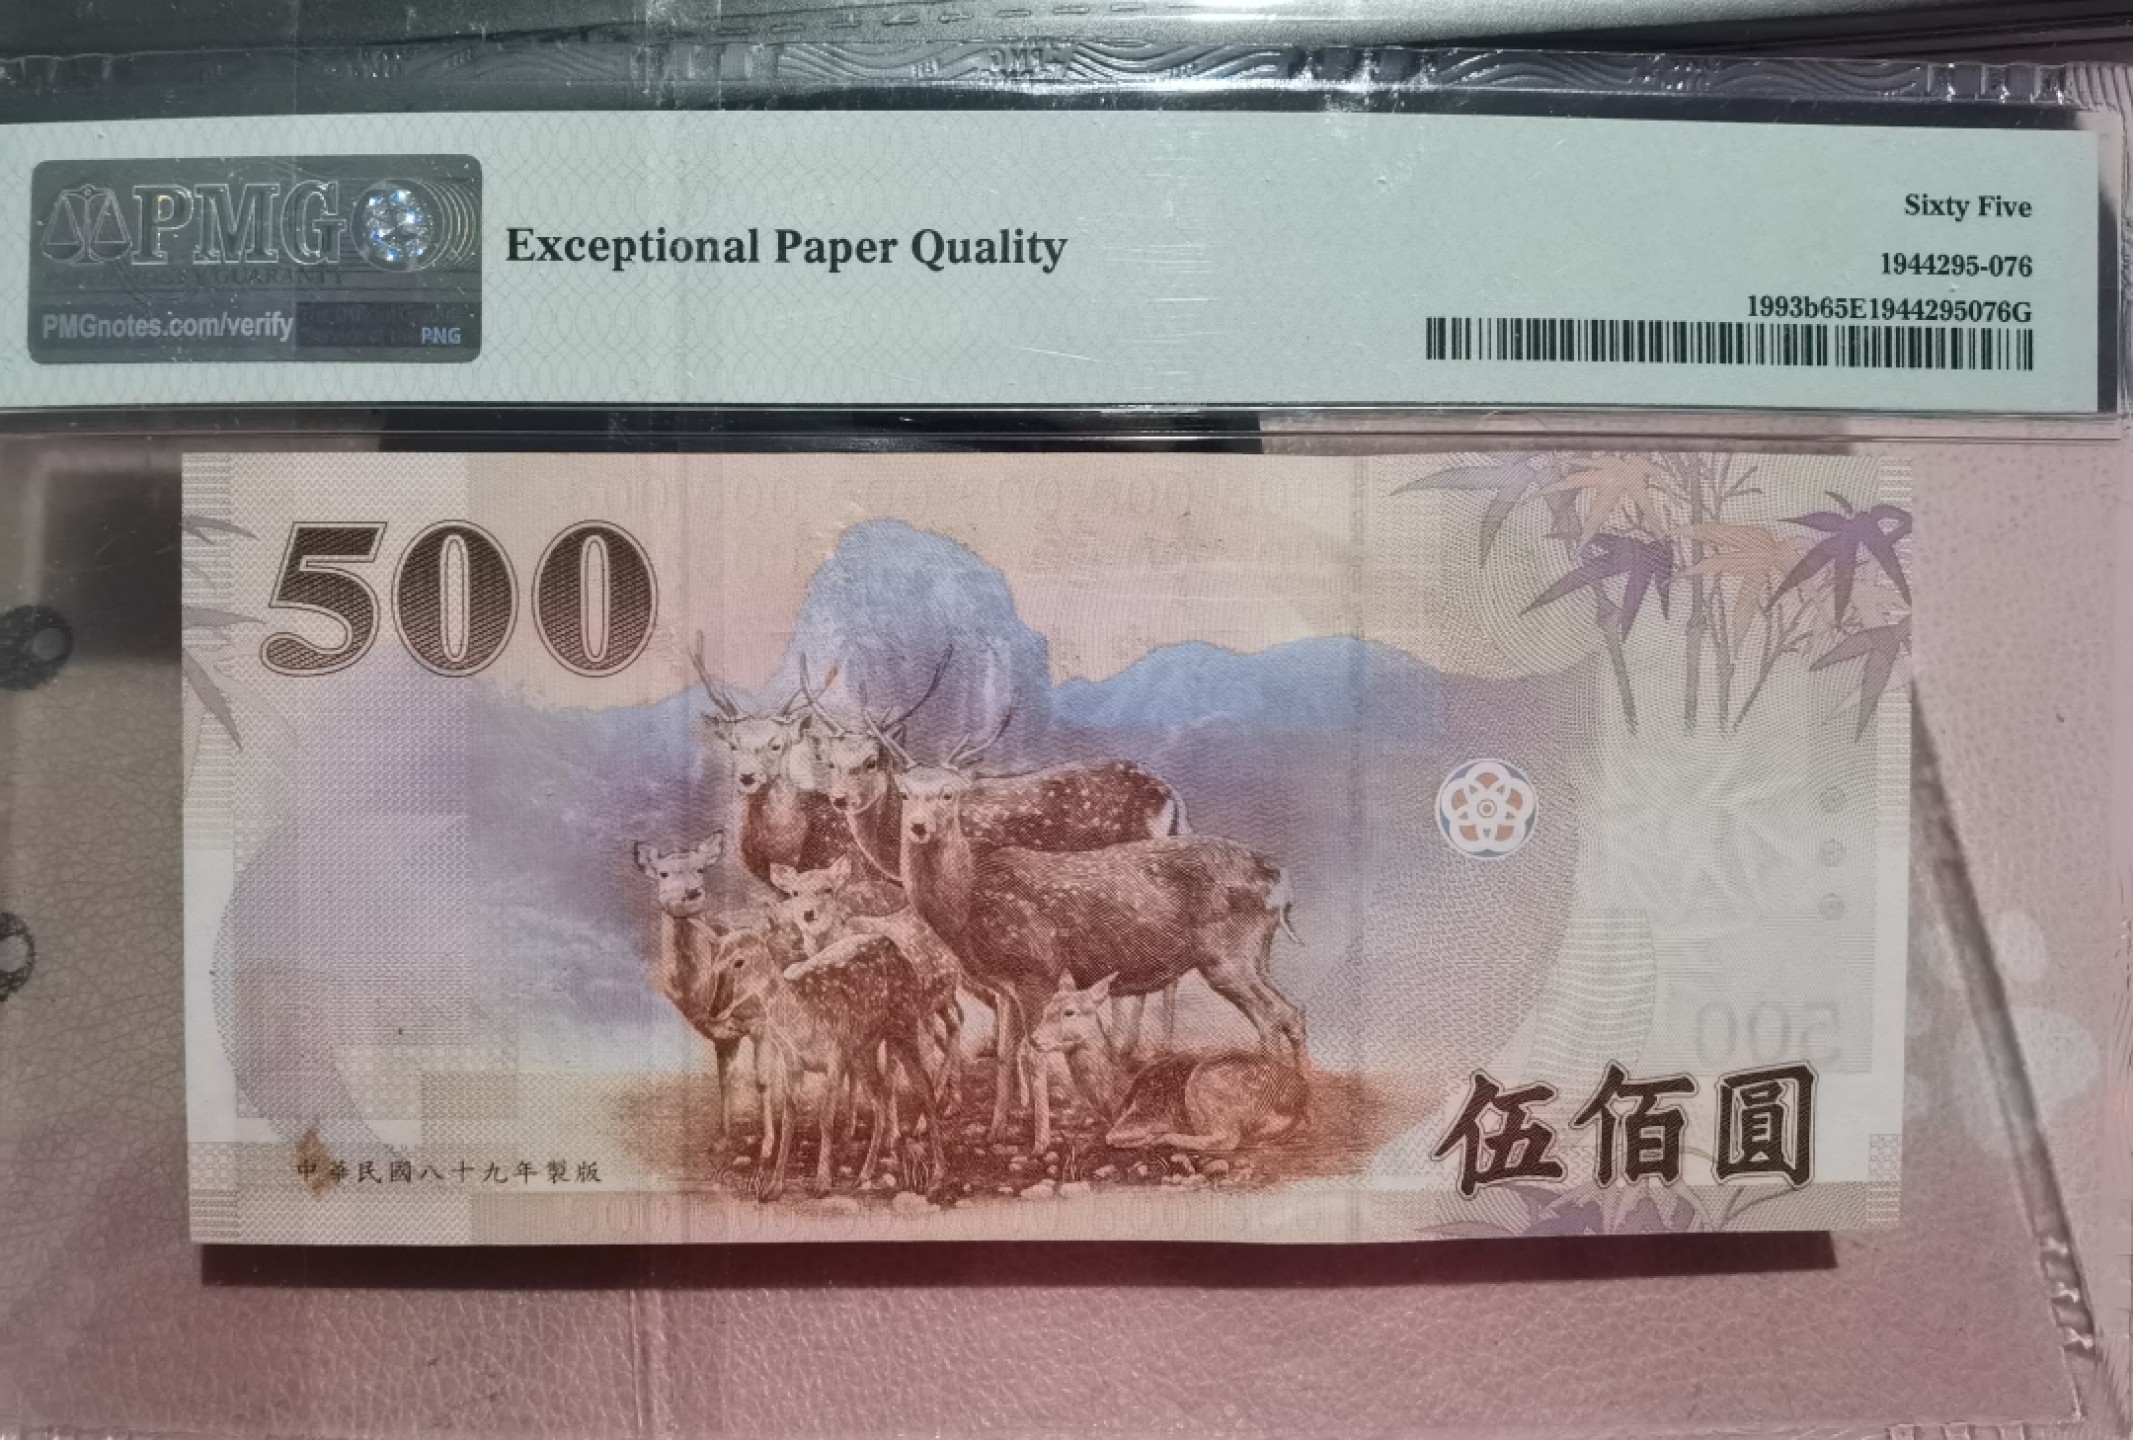 PMG
PMGnotes.com/verify
PNG
Exceptional Paper Quality
Sixty Five
1944295-076
1993b65E1944295076G
500
500
伍佰圓
中華民國八十九年製版